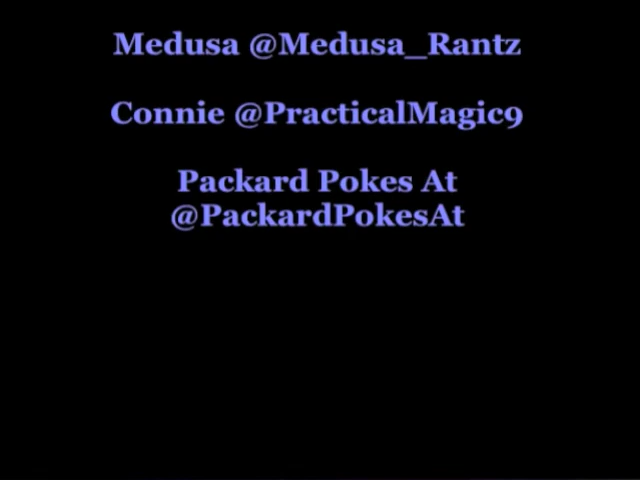 Medusa @Medusa_Rantz
Connie @PracticalMagic9
Packard Pokes At
@PackardPokesAt